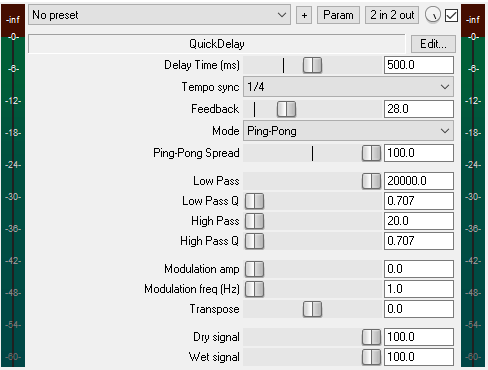 -inf No preset + Param 2 in 2 out -inf
-0- -0-
QuickDelay Edit...
-6- Delay Time (ms) 500.0 -6-
Tempo sync 1/4
-12- Feedback 28.0 -12-
-18- Mode Ping-Pong -18-
Ping-Pong Spread 100.0
-24- -24-
Low Pass 20000.0
-30- Low Pass Q 0.707 -30-
High Pass 20.0
-36- High Pass Q 0.707 -36-
-42- Modulation amp 0.0 -42-
-48- Modulation freq (Hz) 1.0 -48-
Transpose 0.0
-54- -54-
Dry signal 100.0
-60- Wet signal 100.0 -60-